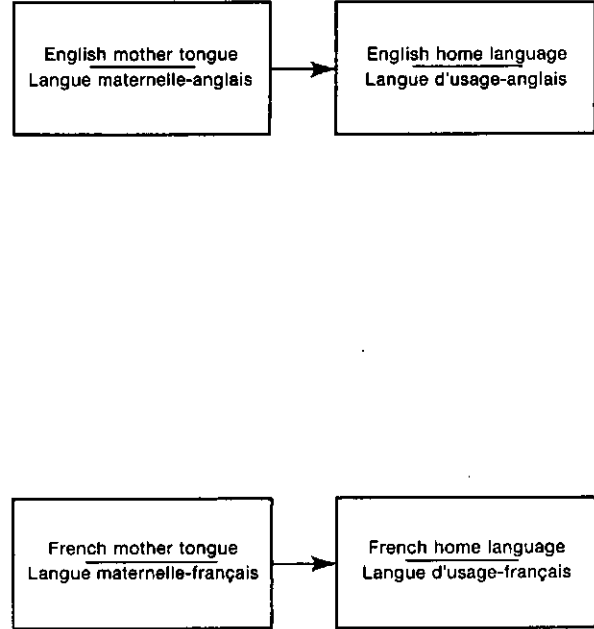 English mother tongue
Langue maternelle-anglais
English home language
Langue d'usage-anglais
French mother tongue
Langue maternelle-français
French home language
Langue d'usage-français